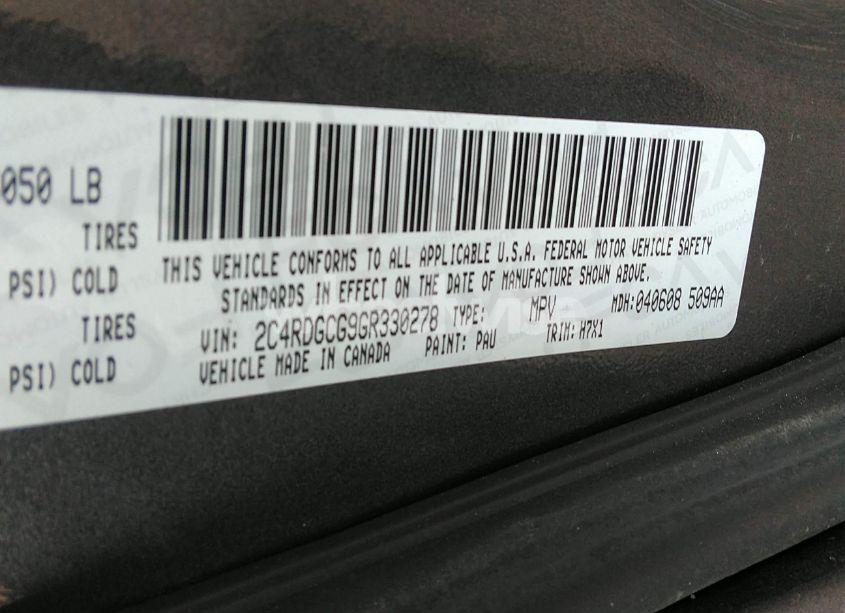 050 LB
TIRES
THIS VEHICLE CONFORMS TO ALL APPLICABLE U.S.A. FEDERAL MOTOR VEHICLE SAFETY
PSI) COLD
STANDARDS IN EFFECT ON THE DATE OF MANUFACTURE SHOWN ABOVE.
TIRES
VIN: 2C4RDGCG9GR330278 TYPE: MPV MDH: 040608 509AA
PSI) COLD
VEHICLE MADE IN CANADA PAINT: PAU TRIM: H7X1